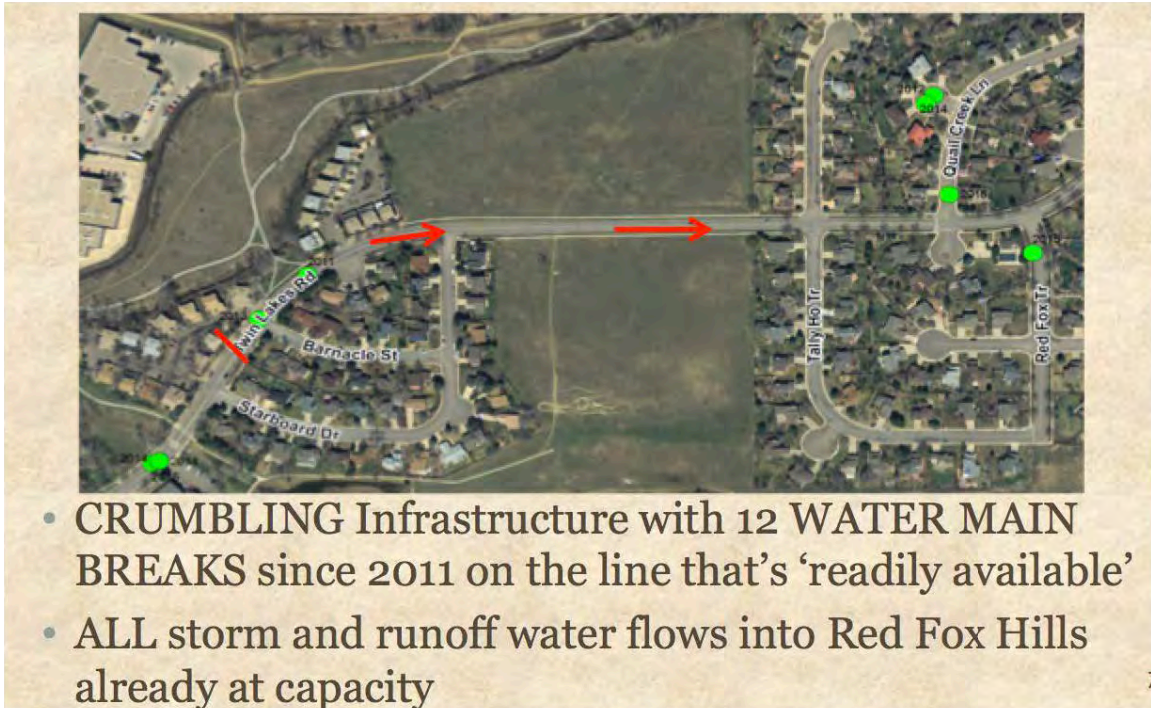 2014
Quail Creek Ln
2011
Twin Lakes Rd
Barnacle St
Tally Ho Tr
Red Fox Tr
Starboard Dr
• CRUMBLING Infrastructure with 12 WATER MAIN
BREAKS since 2011 on the line that's 'readily available'
• ALL storm and runoff water flows into Red Fox Hills
already at capacity